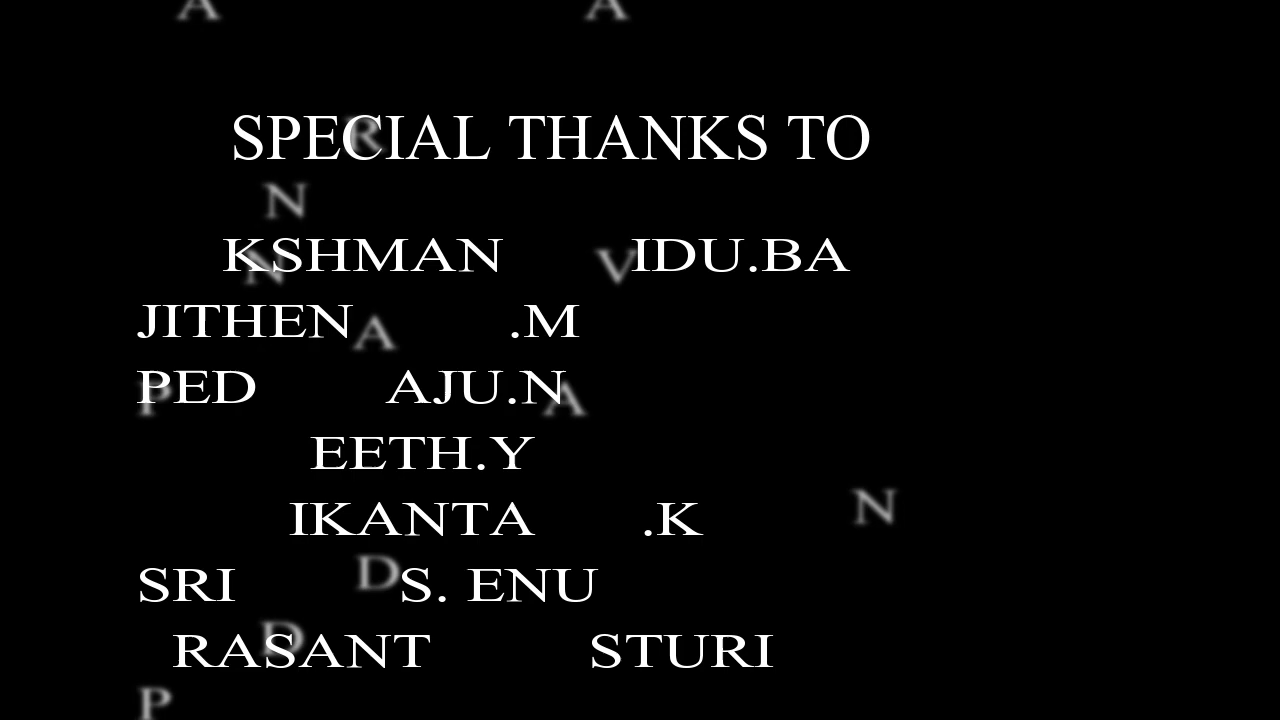 A A
SPECIAL THANKS TO
R
N
KSHMAN IDU.BA
N V
JITHEN .M
A
PED AJU.N
P A
EETH.Y
IKANTA .K
N
SRI S. ENU
D
RASANT STURI
D
P